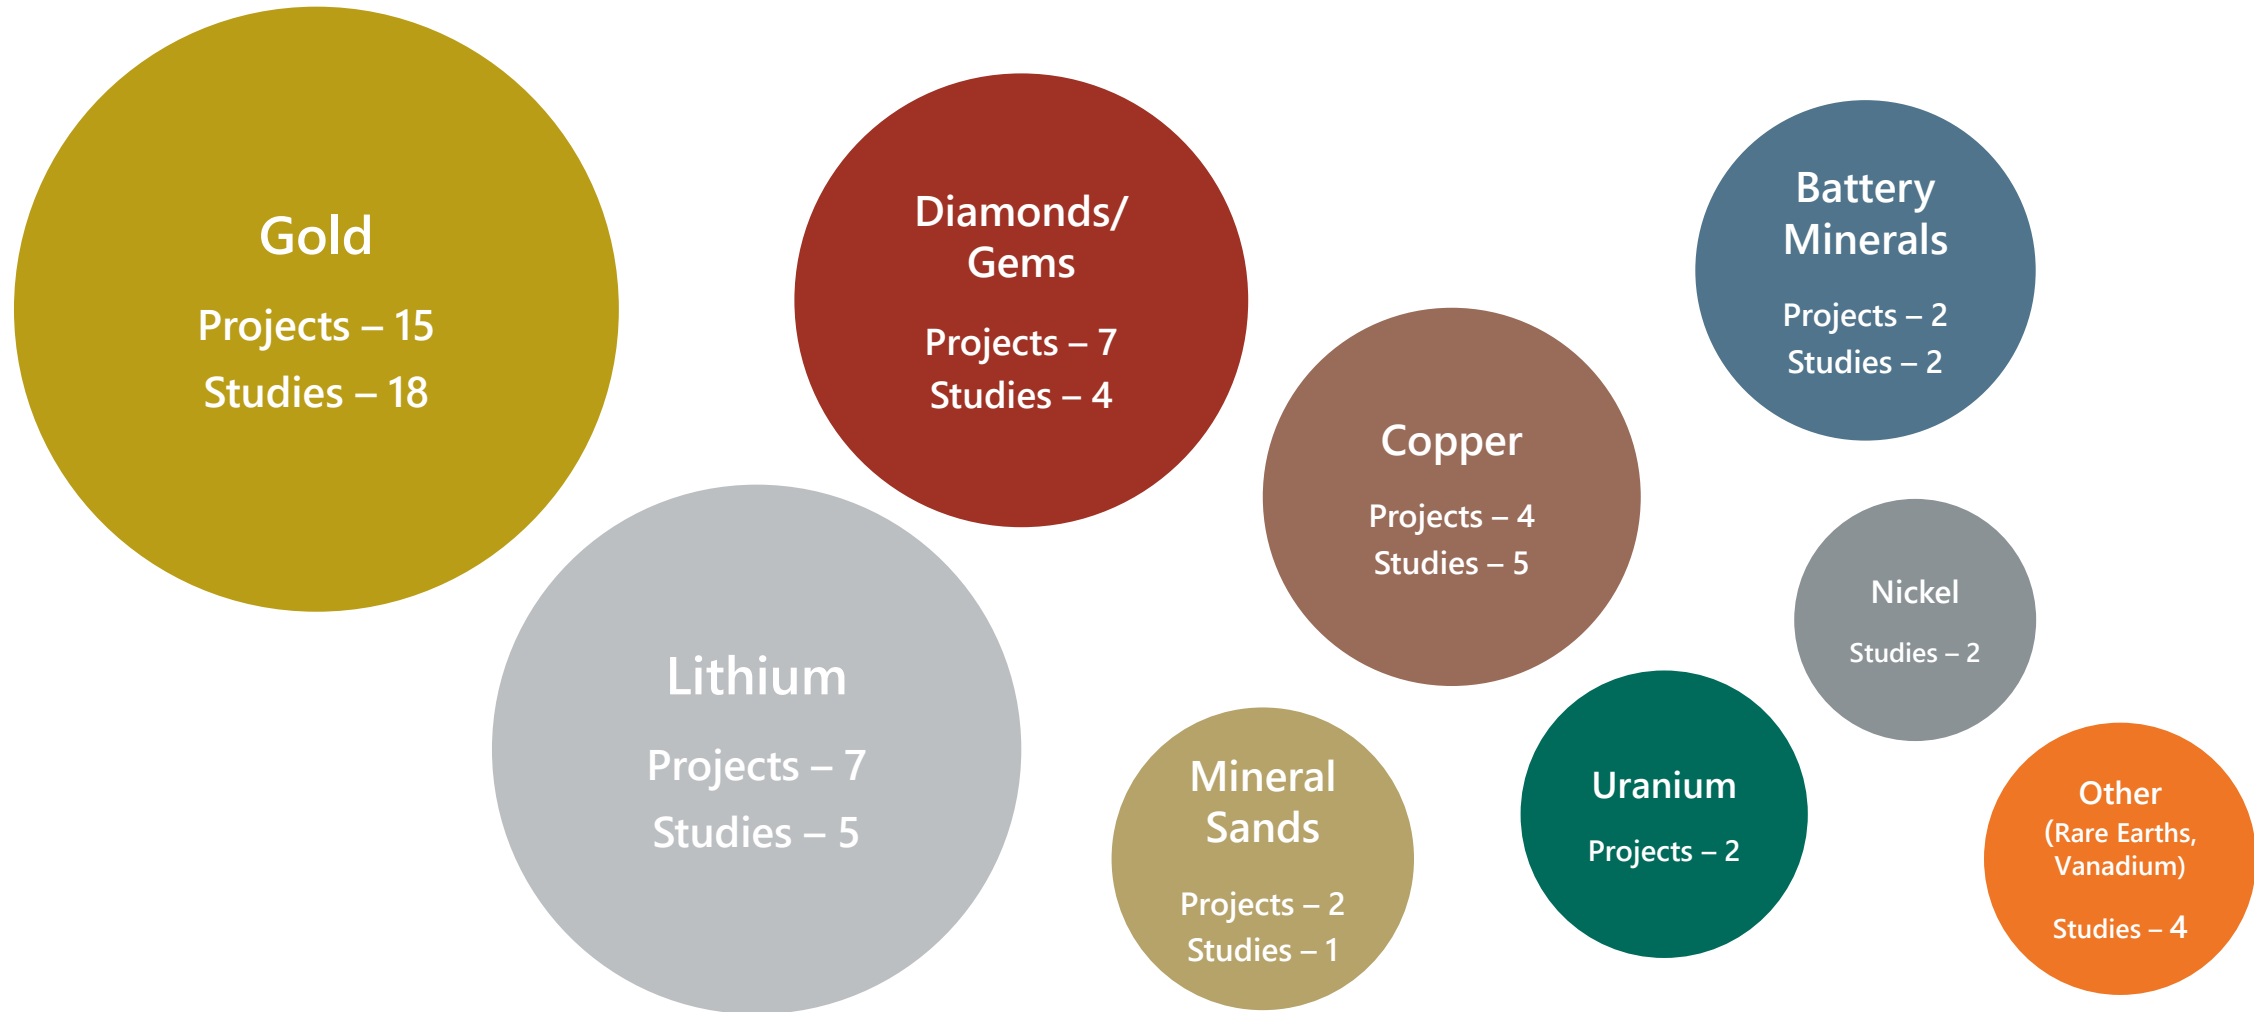 Gold
Projects – 15
Studies – 18
Diamonds/
Gems
Projects – 7
Studies – 4
Battery
Minerals
Projects – 2
Studies – 2
Copper
Projects – 4
Studies – 5
Lithium
Projects – 7
Studies – 5
Nickel
Studies – 2
Mineral
Sands
Projects – 2
Studies – 1
Uranium
Projects – 2
Other
(Rare Earths,
Vanadium)
Studies – 4